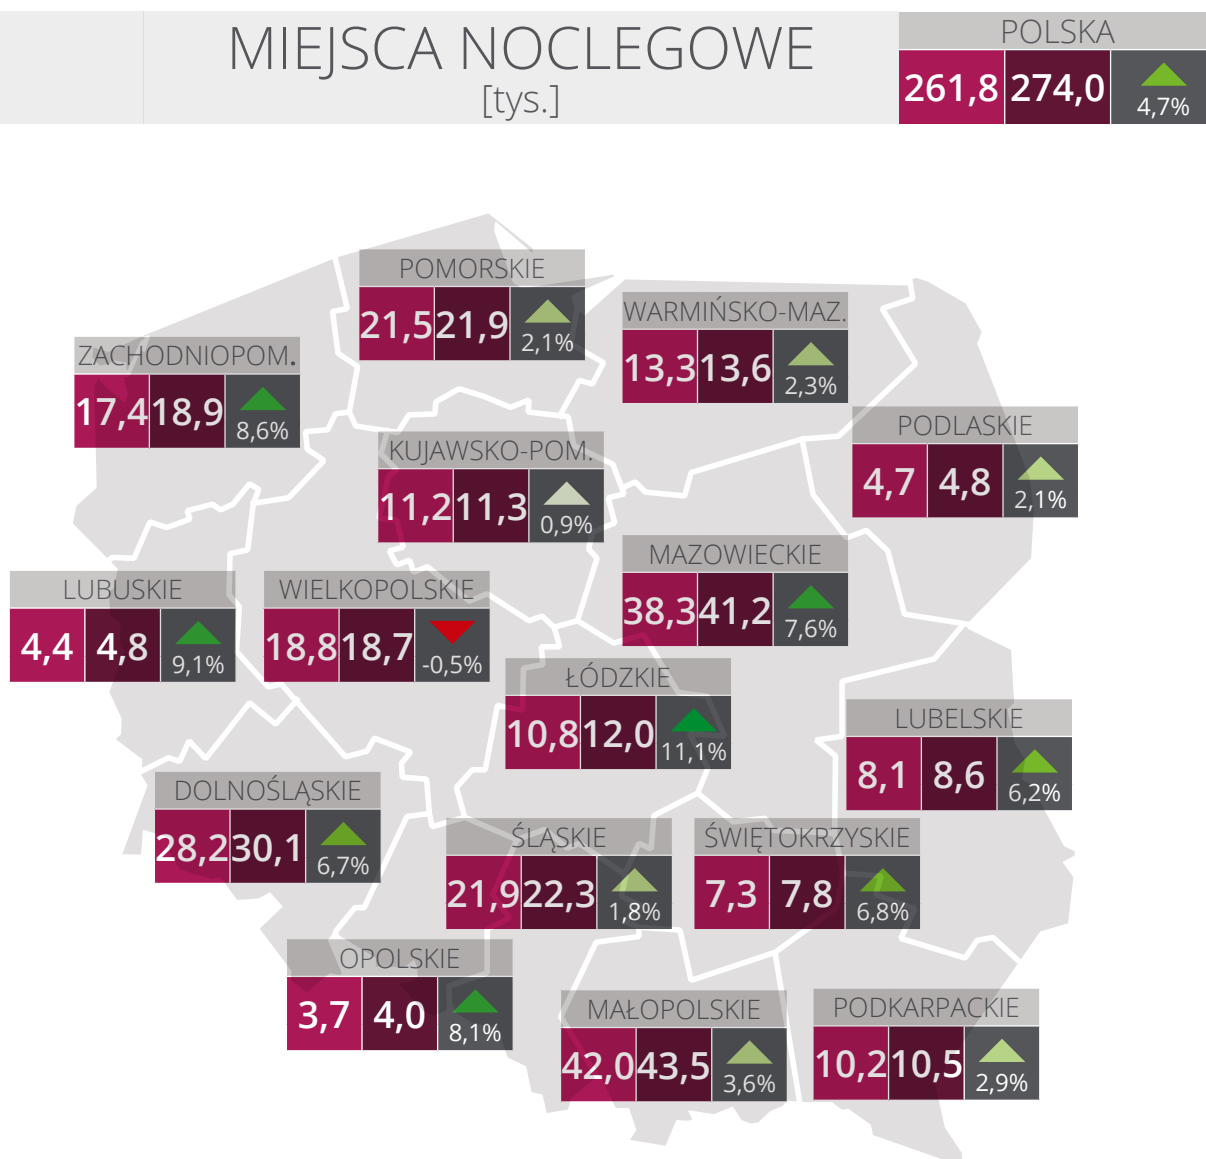 MIEJSCA NOCLEGOWE
[tys.]
POLSKA
261,8 274,0 4,7%
POMORSKIE
21,5 21,9 2,1%
WARMIŃSKO-MAZ.
13,3 13,6 2,3%
ZACHODNIOPOM.
17,4 18,9 8,6%
PODLASKIE
4,7 4,8 2,1%
KUJAWSKO-POM.
11,2 11,3 0,9%
MAZOWIECKIE
38,3 41,2 7,6%
LUBUSKIE
4,4 4,8 9,1%
WIELKOPOLSKIE
18,8 18,7 -0,5%
ŁÓDZKIE
10,8 12,0 11,1%
LUBELSKIE
8,1 8,6 6,2%
DOLNOŚLĄSKIE
28,2 30,1 6,7%
ŚLĄSKIE
21,9 22,3 1,8%
ŚWIĘTOKRZYSKIE
7,3 7,8 6,8%
OPOLSKIE
3,7 4,0 8,1%
MAŁOPOLSKIE
42,0 43,5 3,6%
PODKARPACKIE
10,2 10,5 2,9%